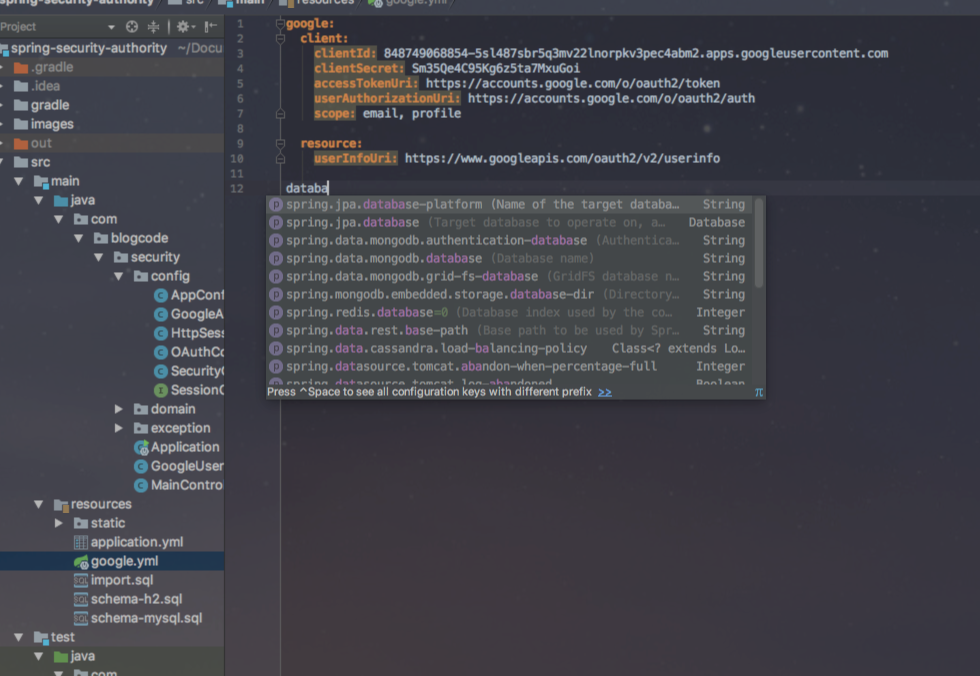 spring-security-authority src main resources google.yml
Project
spring-security-authority ~/Docu
.gradle
.idea
gradle
images
out
src
main
java
com
blogcode
security
config
AppConf
GoogleA
HttpSess
OAuthCo
Security
SessionC
domain
exception
Application
GoogleUser
MainContro
resources
static
application.yml
google.yml
import.sql
schema-h2.sql
schema-mysql.sql
test
java
com
1 google:
2 client:
3 clientId: 848749068854-5sl487sbr5q3mv22lnorpkv3pec4abm2.apps.googleusercontent.com
4 clientSecret: Sm35Qe4C95Kg6z5ta7MxuGoi
5 accessTokenUri: https://accounts.google.com/o/oauth2/token
6 userAuthorizationUri: https://accounts.google.com/o/oauth2/auth
7 scope: email, profile
8
9 resource:
10 userInfoUri: https://www.googleapis.com/oauth2/v2/userinfo
11
12 databa
spring.jpa.database-platform (Name of the target databa… String
spring.jpa.database (Target database to operate on, a… Database
spring.data.mongodb.authentication-database (Authentica… String
spring.data.mongodb.database (Database name) String
spring.data.mongodb.grid-fs-database (GridFS database n… String
spring.mongodb.embedded.storage.database-dir (Directory… String
spring.redis.database=0 (Database index used by the co… Integer
spring.data.rest.base-path (Base path to be used by Spr… String
spring.data.cassandra.load-balancing-policy Class<? extends Lo…
spring.datasource.tomcat.abandon-when-percentage-full Integer
spring.datasource.tomcat.log-abandoned Boolean
Press ^Space to see all configuration keys with different prefix >> π